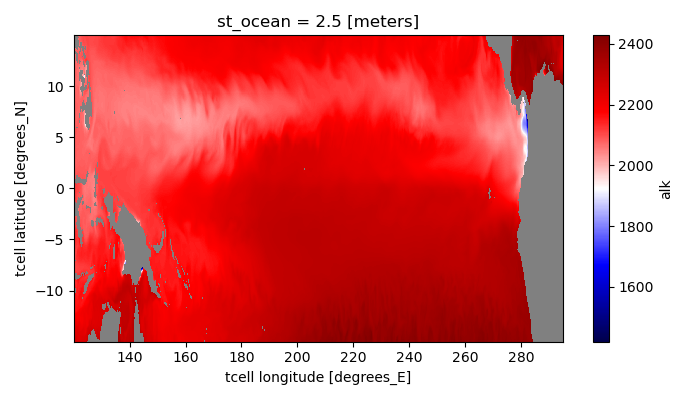 st_ocean = 2.5 [meters]
tcell latitude [degrees_N]
10
5
0
−5
−10
140 160 180 200 220 240 260 280
tcell longitude [degrees_E]
2400
2200
2000
1800
1600
alk